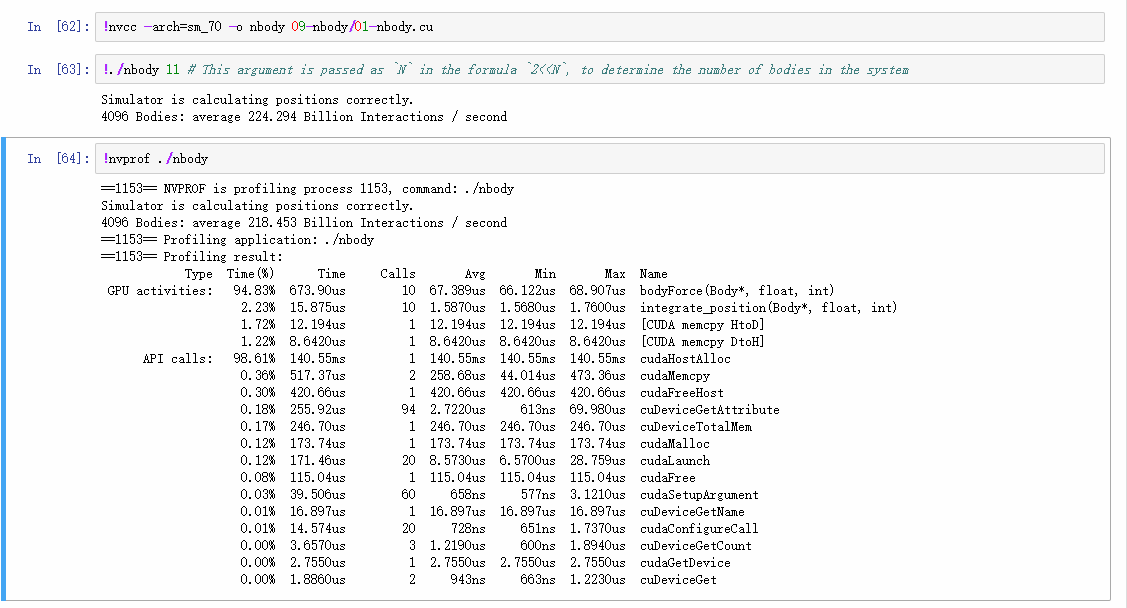 In [62]: !nvcc -arch=sm_70 -o nbody 09-nbody/01-nbody.cu
In [63]: !./nbody 11 # This argument is passed as `N` in the formula `2<<N`, to determine the number of bodies in the system
Simulator is calculating positions correctly.
4096 Bodies: average 224.294 Billion Interactions / second
In [64]: !nvprof ./nbody
==1153== NVPROF is profiling process 1153, command: ./nbody
Simulator is calculating positions correctly.
4096 Bodies: average 218.453 Billion Interactions / second
==1153== Profiling application: ./nbody
==1153== Profiling result:
Type Time(%) Time Calls Avg Min Max Name
GPU activities: 94.83% 673.90us 10 67.389us 66.122us 68.907us bodyForce(Body*, float, int)
2.23% 15.875us 10 1.5870us 1.5680us 1.7600us integrate_position(Body*, float, int)
1.72% 12.194us 1 12.194us 12.194us 12.194us [CUDA memcpy HtoD]
1.22% 8.6420us 1 8.6420us 8.6420us 8.6420us [CUDA memcpy DtoH]
API calls: 98.61% 140.55ms 1 140.55ms 140.55ms 140.55ms cudaHostAlloc
0.36% 517.37us 2 258.68us 44.014us 473.36us cudaMemcpy
0.30% 420.66us 1 420.66us 420.66us 420.66us cudaFreeHost
0.18% 255.92us 94 2.7220us 613ns 69.980us cuDeviceGetAttribute
0.17% 246.70us 1 246.70us 246.70us 246.70us cuDeviceTotalMem
0.12% 173.74us 1 173.74us 173.74us 173.74us cudaMalloc
0.12% 171.46us 20 8.5730us 6.5700us 28.759us cudaLaunch
0.08% 115.04us 1 115.04us 115.04us 115.04us cudaFree
0.03% 39.506us 60 658ns 577ns 3.1210us cudaSetupArgument
0.01% 16.897us 1 16.897us 16.897us 16.897us cuDeviceGetName
0.01% 14.574us 20 728ns 651ns 1.7370us cudaConfigureCall
0.00% 3.6570us 3 1.2190us 600ns 1.8940us cuDeviceGetCount
0.00% 2.7550us 1 2.7550us 2.7550us 2.7550us cudaGetDevice
0.00% 1.8860us 2 943ns 663ns 1.2230us cuDeviceGet